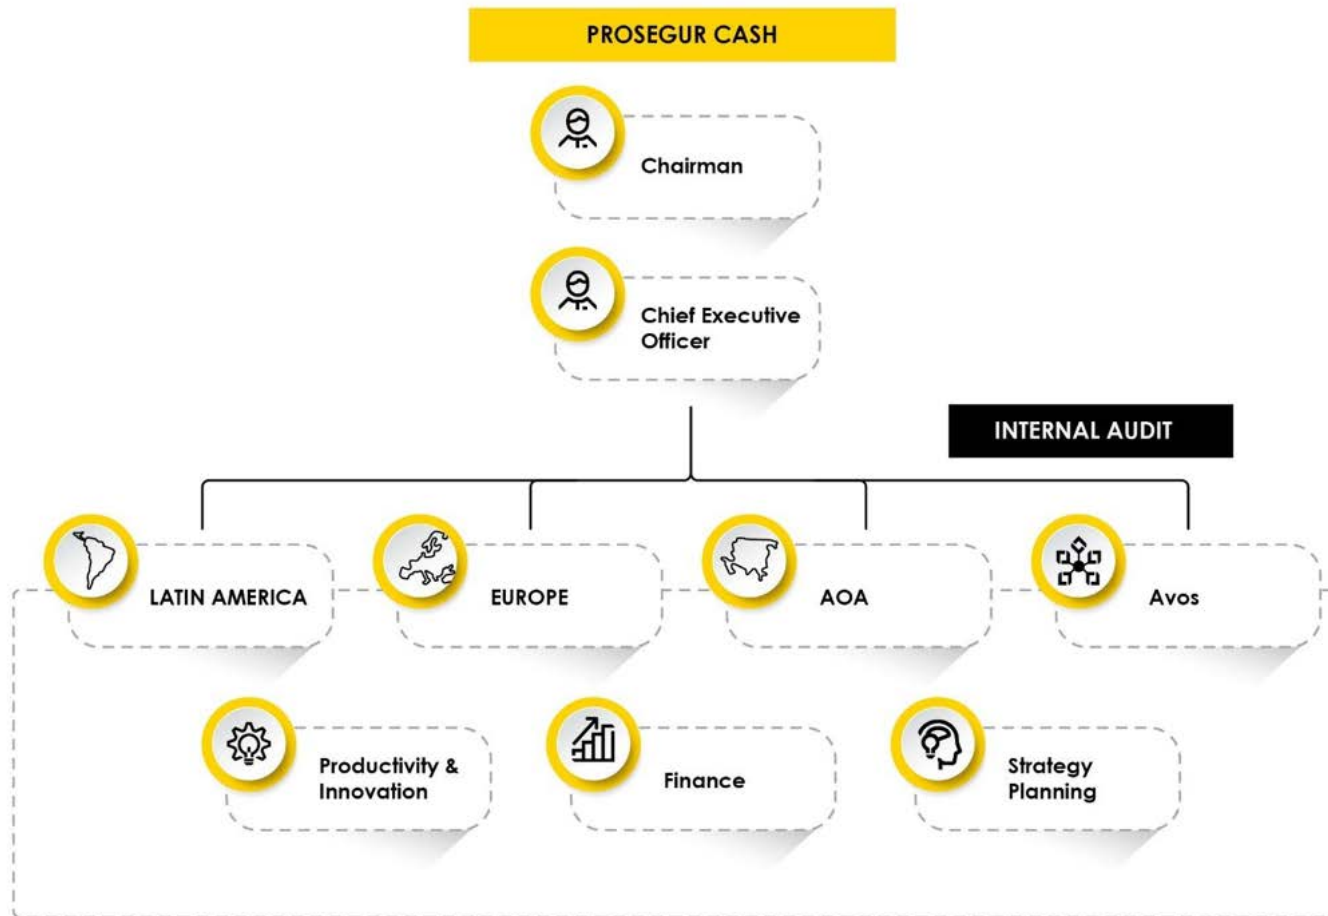 PROSEGUR CASH
Chairman
Chief Executive
Officer
INTERNAL AUDIT
LATIN AMERICA
EUROPE
AOA
Avos
Productivity &
Innovation
Finance
Strategy
Planning